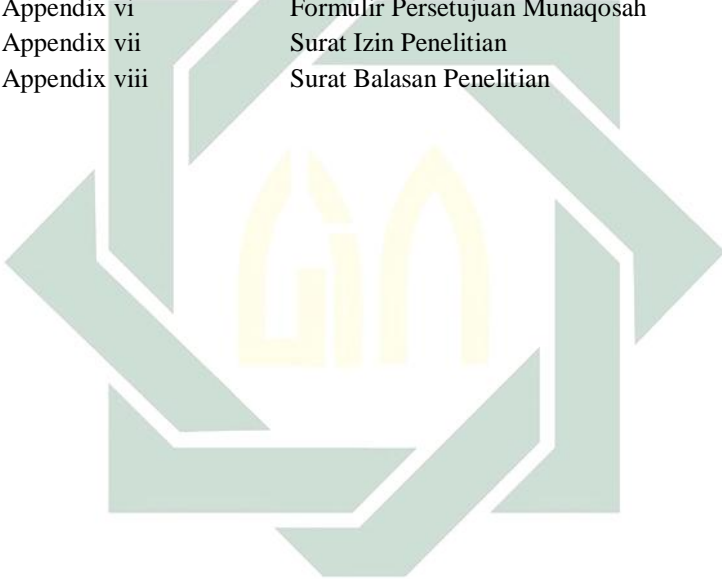 Appendix vi Formulir Persetujuan Munaqosah
Appendix vii Surat Izin Penelitian
Appendix viii Surat Balasan Penelitian